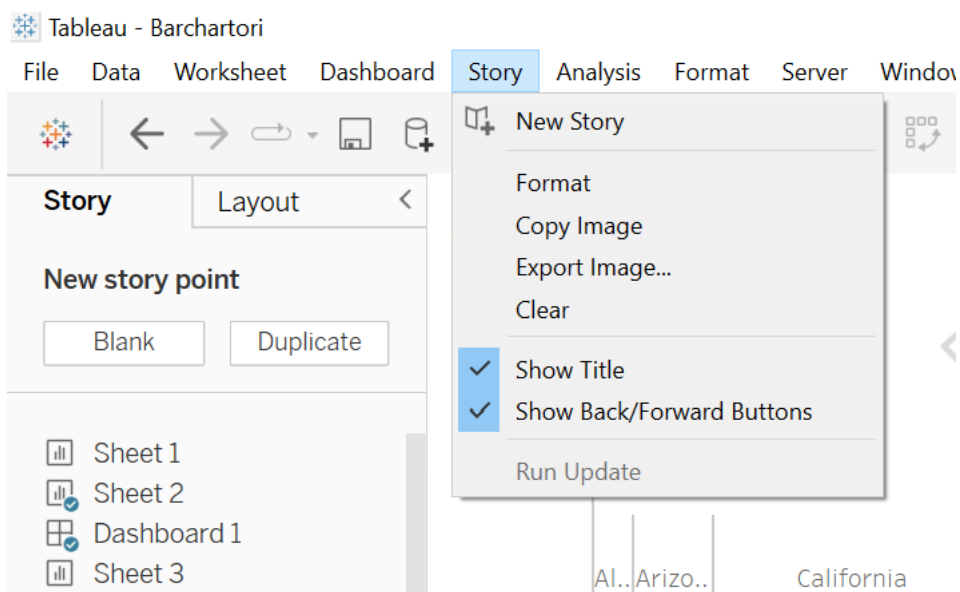 Tableau - Barchartori
File Data Worksheet Dashboard Story Analysis Format Server Window
New Story
Story Layout
Format
Copy Image
New story point
Export Image...
Clear
Blank Duplicate
Show Title
Show Back/Forward Buttons
Sheet 1
Run Update
Sheet 2
Dashboard 1
Sheet 3
Al.. Arizo.. California